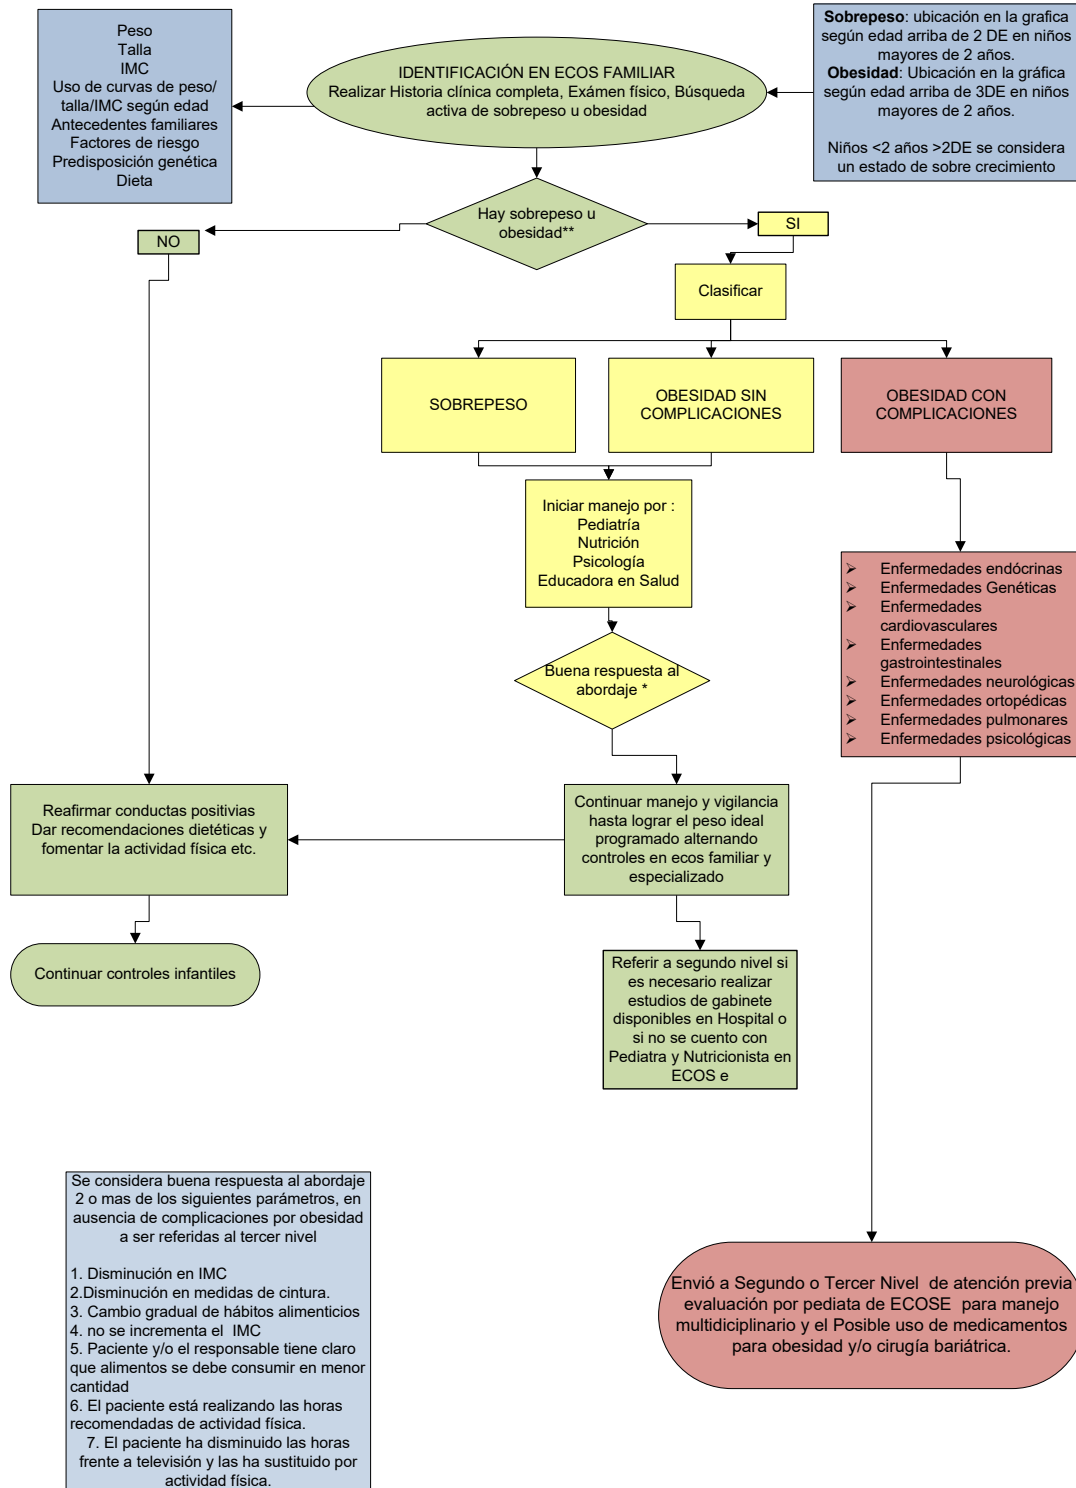 Peso
Talla
IMC
Uso de curvas de peso/
talla/IMC según edad
Antecedentes familiares
Factores de riesgo
Predisposición genética
Dieta
IDENTIFICACIÓN EN ECOS FAMILIAR
Realizar Historia clínica completa, Exámen físico, Búsqueda
activa de sobrepeso u obesidad
Sobrepeso: ubicación en la grafica
según edad arriba de 2 DE en niños
mayores de 2 años.
Obesidad: Ubicación en la gráfica
según edad arriba de 3DE en niños
mayores de 2 años.
Niños <2 años >2DE se considera
un estado de sobre crecimiento
Hay sobrepeso u
obesidad**
NO
SI
Clasificar
SOBREPESO
OBESIDAD SIN
COMPLICACIONES
OBESIDAD CON
COMPLICACIONES
Iniciar manejo por :
Pediatría
Nutrición
Psicología
Educadora en Salud
➢ Enfermedades endócrinas
➢ Enfermedades Genéticas
➢ Enfermedades
cardiovasculares
➢ Enfermedades
gastrointestinales
➢ Enfermedades neurológicas
➢ Enfermedades ortopédicas
➢ Enfermedades pulmonares
➢ Enfermedades psicológicas
Buena respuesta al
abordaje *
Reafirmar conductas positivias
Dar recomendaciones dietéticas y
fomentar la actividad física etc.
Continuar manejo y vigilancia
hasta lograr el peso ideal
programado alternando
controles en ecos familiar y
especializado
Continuar controles infantiles
Referir a segundo nivel si
es necesario realizar
estudios de gabinete
disponibles en Hospital o
si no se cuento con
Pediatra y Nutricionista en
ECOS e
Se considera buena respuesta al abordaje
2 o mas de los siguientes parámetros, en
ausencia de complicaciones por obesidad
a ser referidas al tercer nivel
1. Disminución en IMC
2.Disminución en medidas de cintura.
3. Cambio gradual de hábitos alimenticios
4. no se incrementa el IMC
5. Paciente y/o el responsable tiene claro
que alimentos se debe consumir en menor
cantidad
6. El paciente está realizando las horas
recomendadas de actividad física.
7. El paciente ha disminuido las horas
frente a televisión y las ha sustituido por
actividad física.
Envió a Segundo o Tercer Nivel de atención previa
evaluación por pediata de ECOSE para manejo
multidiciplinario y el Posible uso de medicamentos
para obesidad y/o cirugía bariátrica.